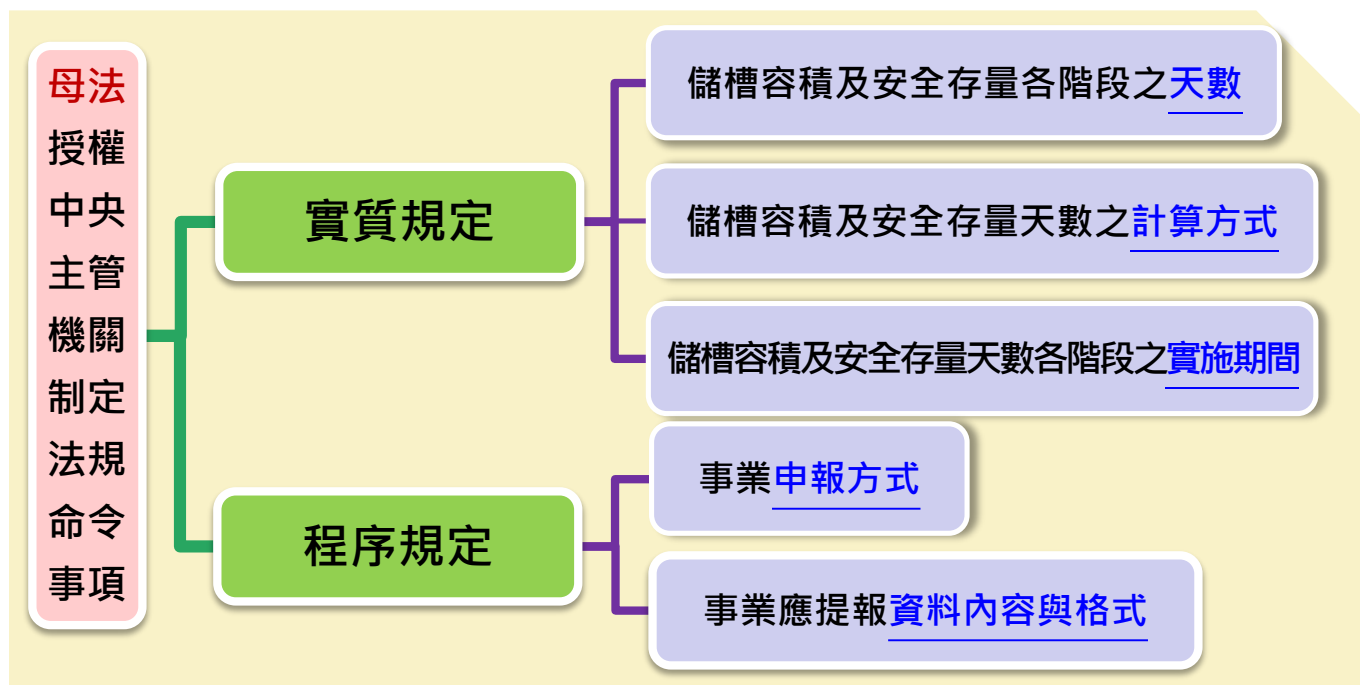 母法
授權
中央
主管
機關
制定
法規
命令
事項
實質規定
儲槽容積及安全存量各階段之天數
儲槽容積及安全存量天數之計算方式
儲槽容積及安全存量天數各階段之實施期間
程序規定
事業申報方式
事業應提報資料內容與格式